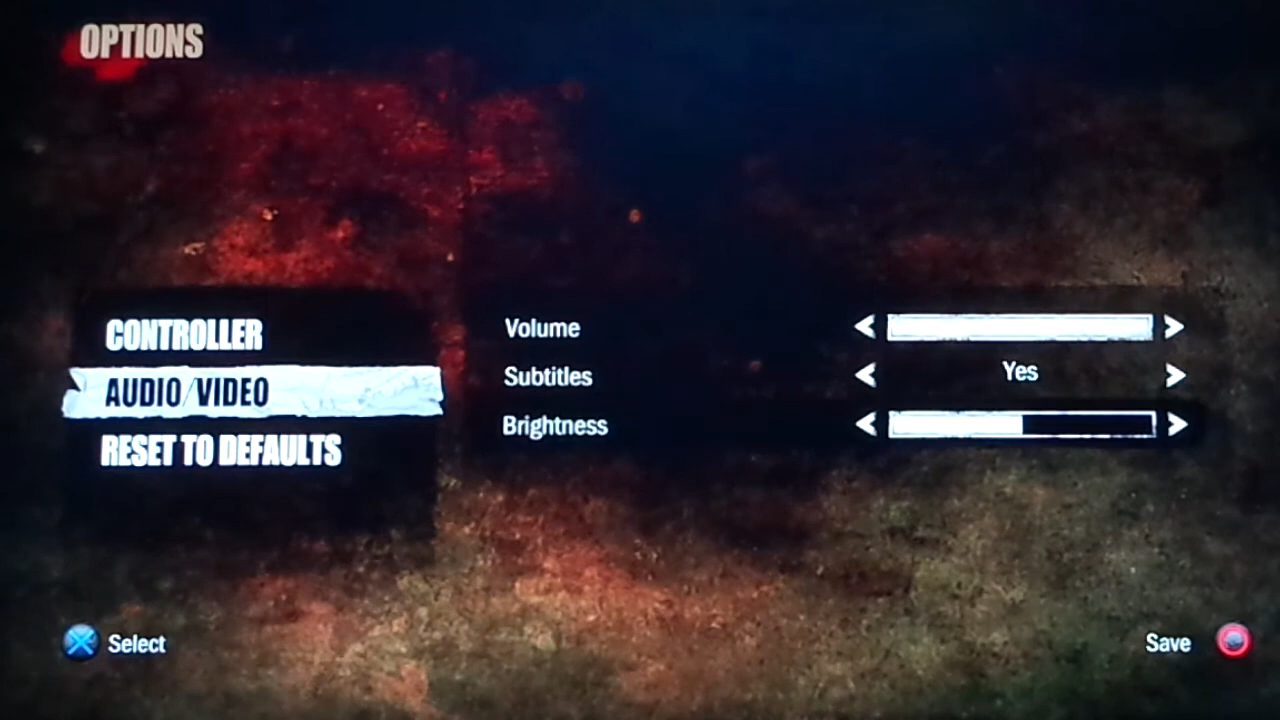 OPTIONS
CONTROLLER
AUDIO/VIDEO
RESET TO DEFAULTS
Volume
Subtitles Yes
Brightness
Select
Save